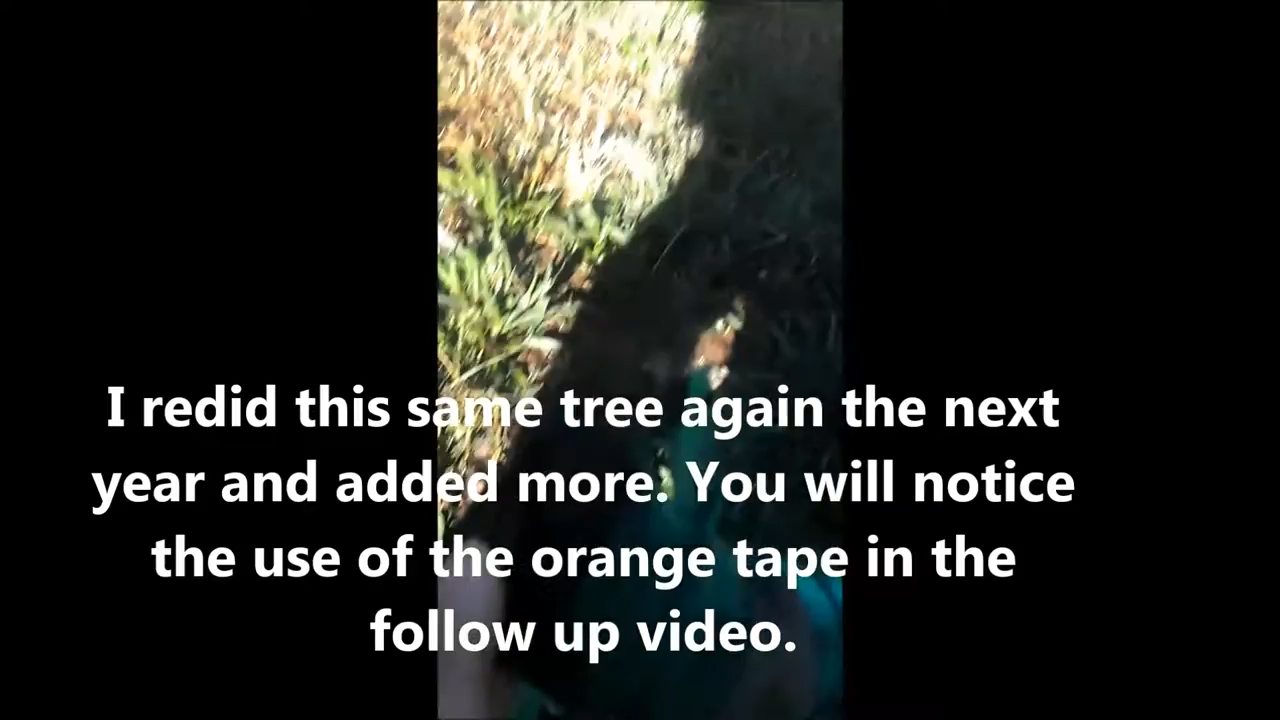 I redid this same tree again the next
year and added more. You will notice
the use of the orange tape in the
follow up video.